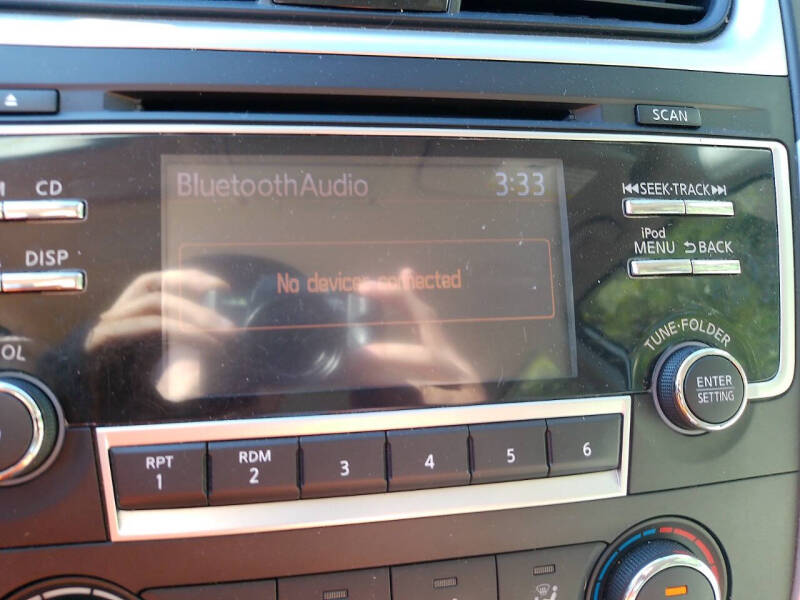 SCAN
BluetoothAudio 3:33
CD
SEEK·TRACK
iPod
MENU BACK
No devices connected
DISP
TUNE·FOLDER
ENTER
SETTING
RPT
1
RDM
2
3
4
5
6